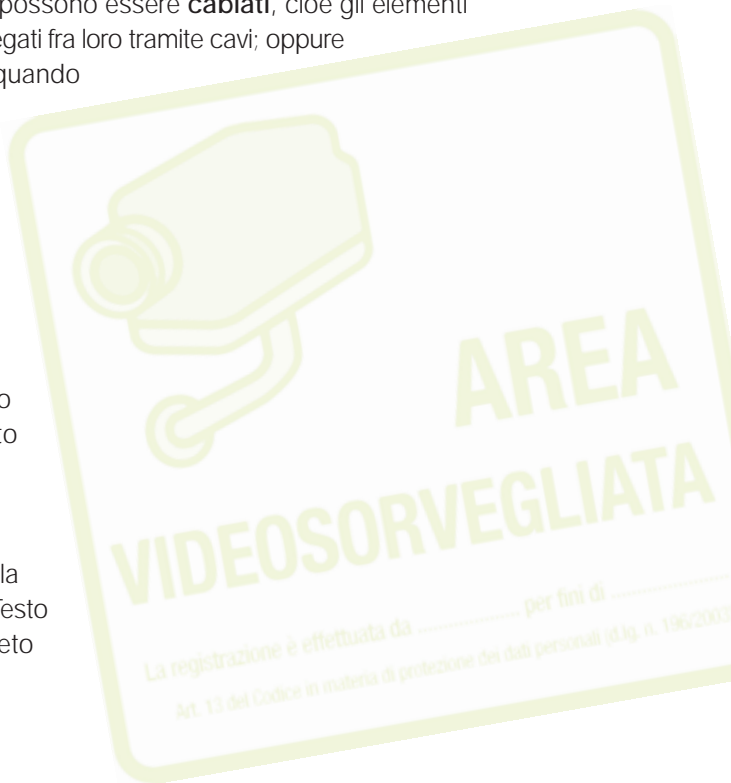 possono essere cablati, cioè gli elementi
egati fra loro tramite cavi; oppure
quando
o
to
la
Testo
eto
AREA
VIDEOSORVEGLIATA
La registrazione è effettuata da .................... per fini di ....................
Art. 13 del Codice in materia di protezione dei dati personali (d.lg. n. 196/2003)